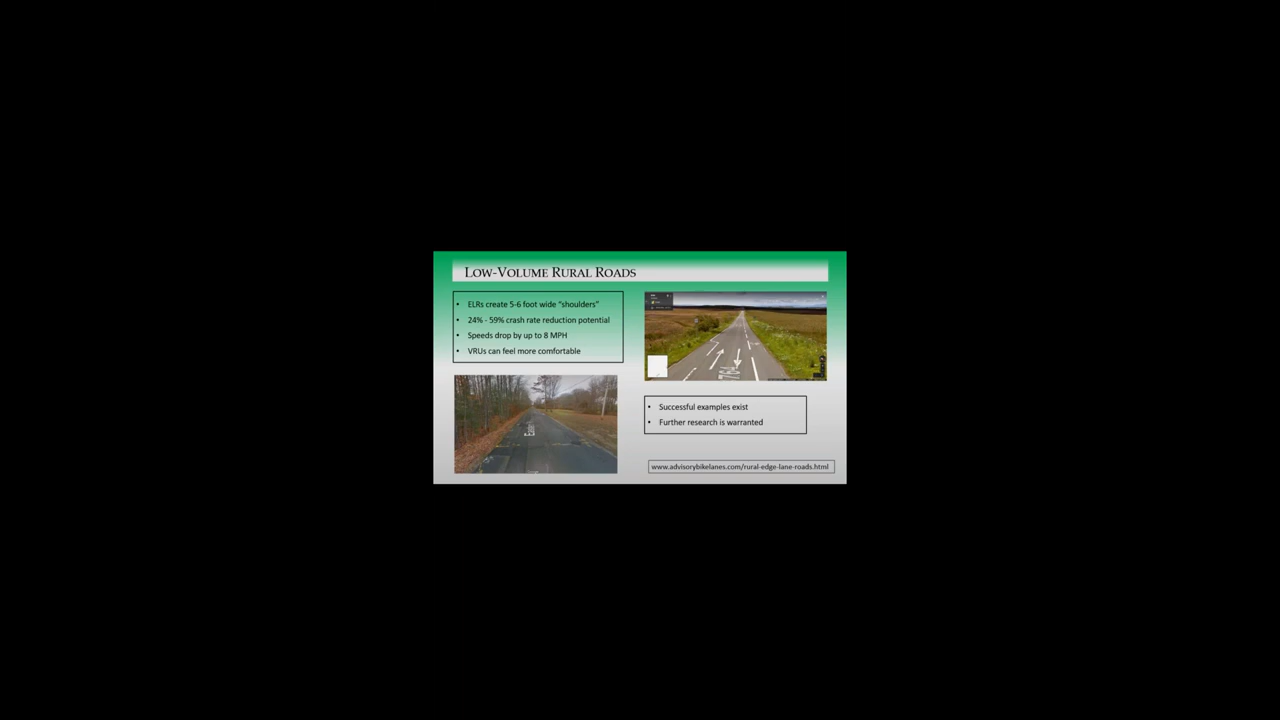 LOW-VOLUME RURAL ROADS
• ELRs create 5-6 foot wide “shoulders”
• 24% - 59% crash rate reduction potential
• Speeds drop by up to 8 MPH
• VRUs can feel more comfortable
• Successful examples exist
• Further research is warranted
www.advisorybikelanes.com/rural-edge-lane-roads.html